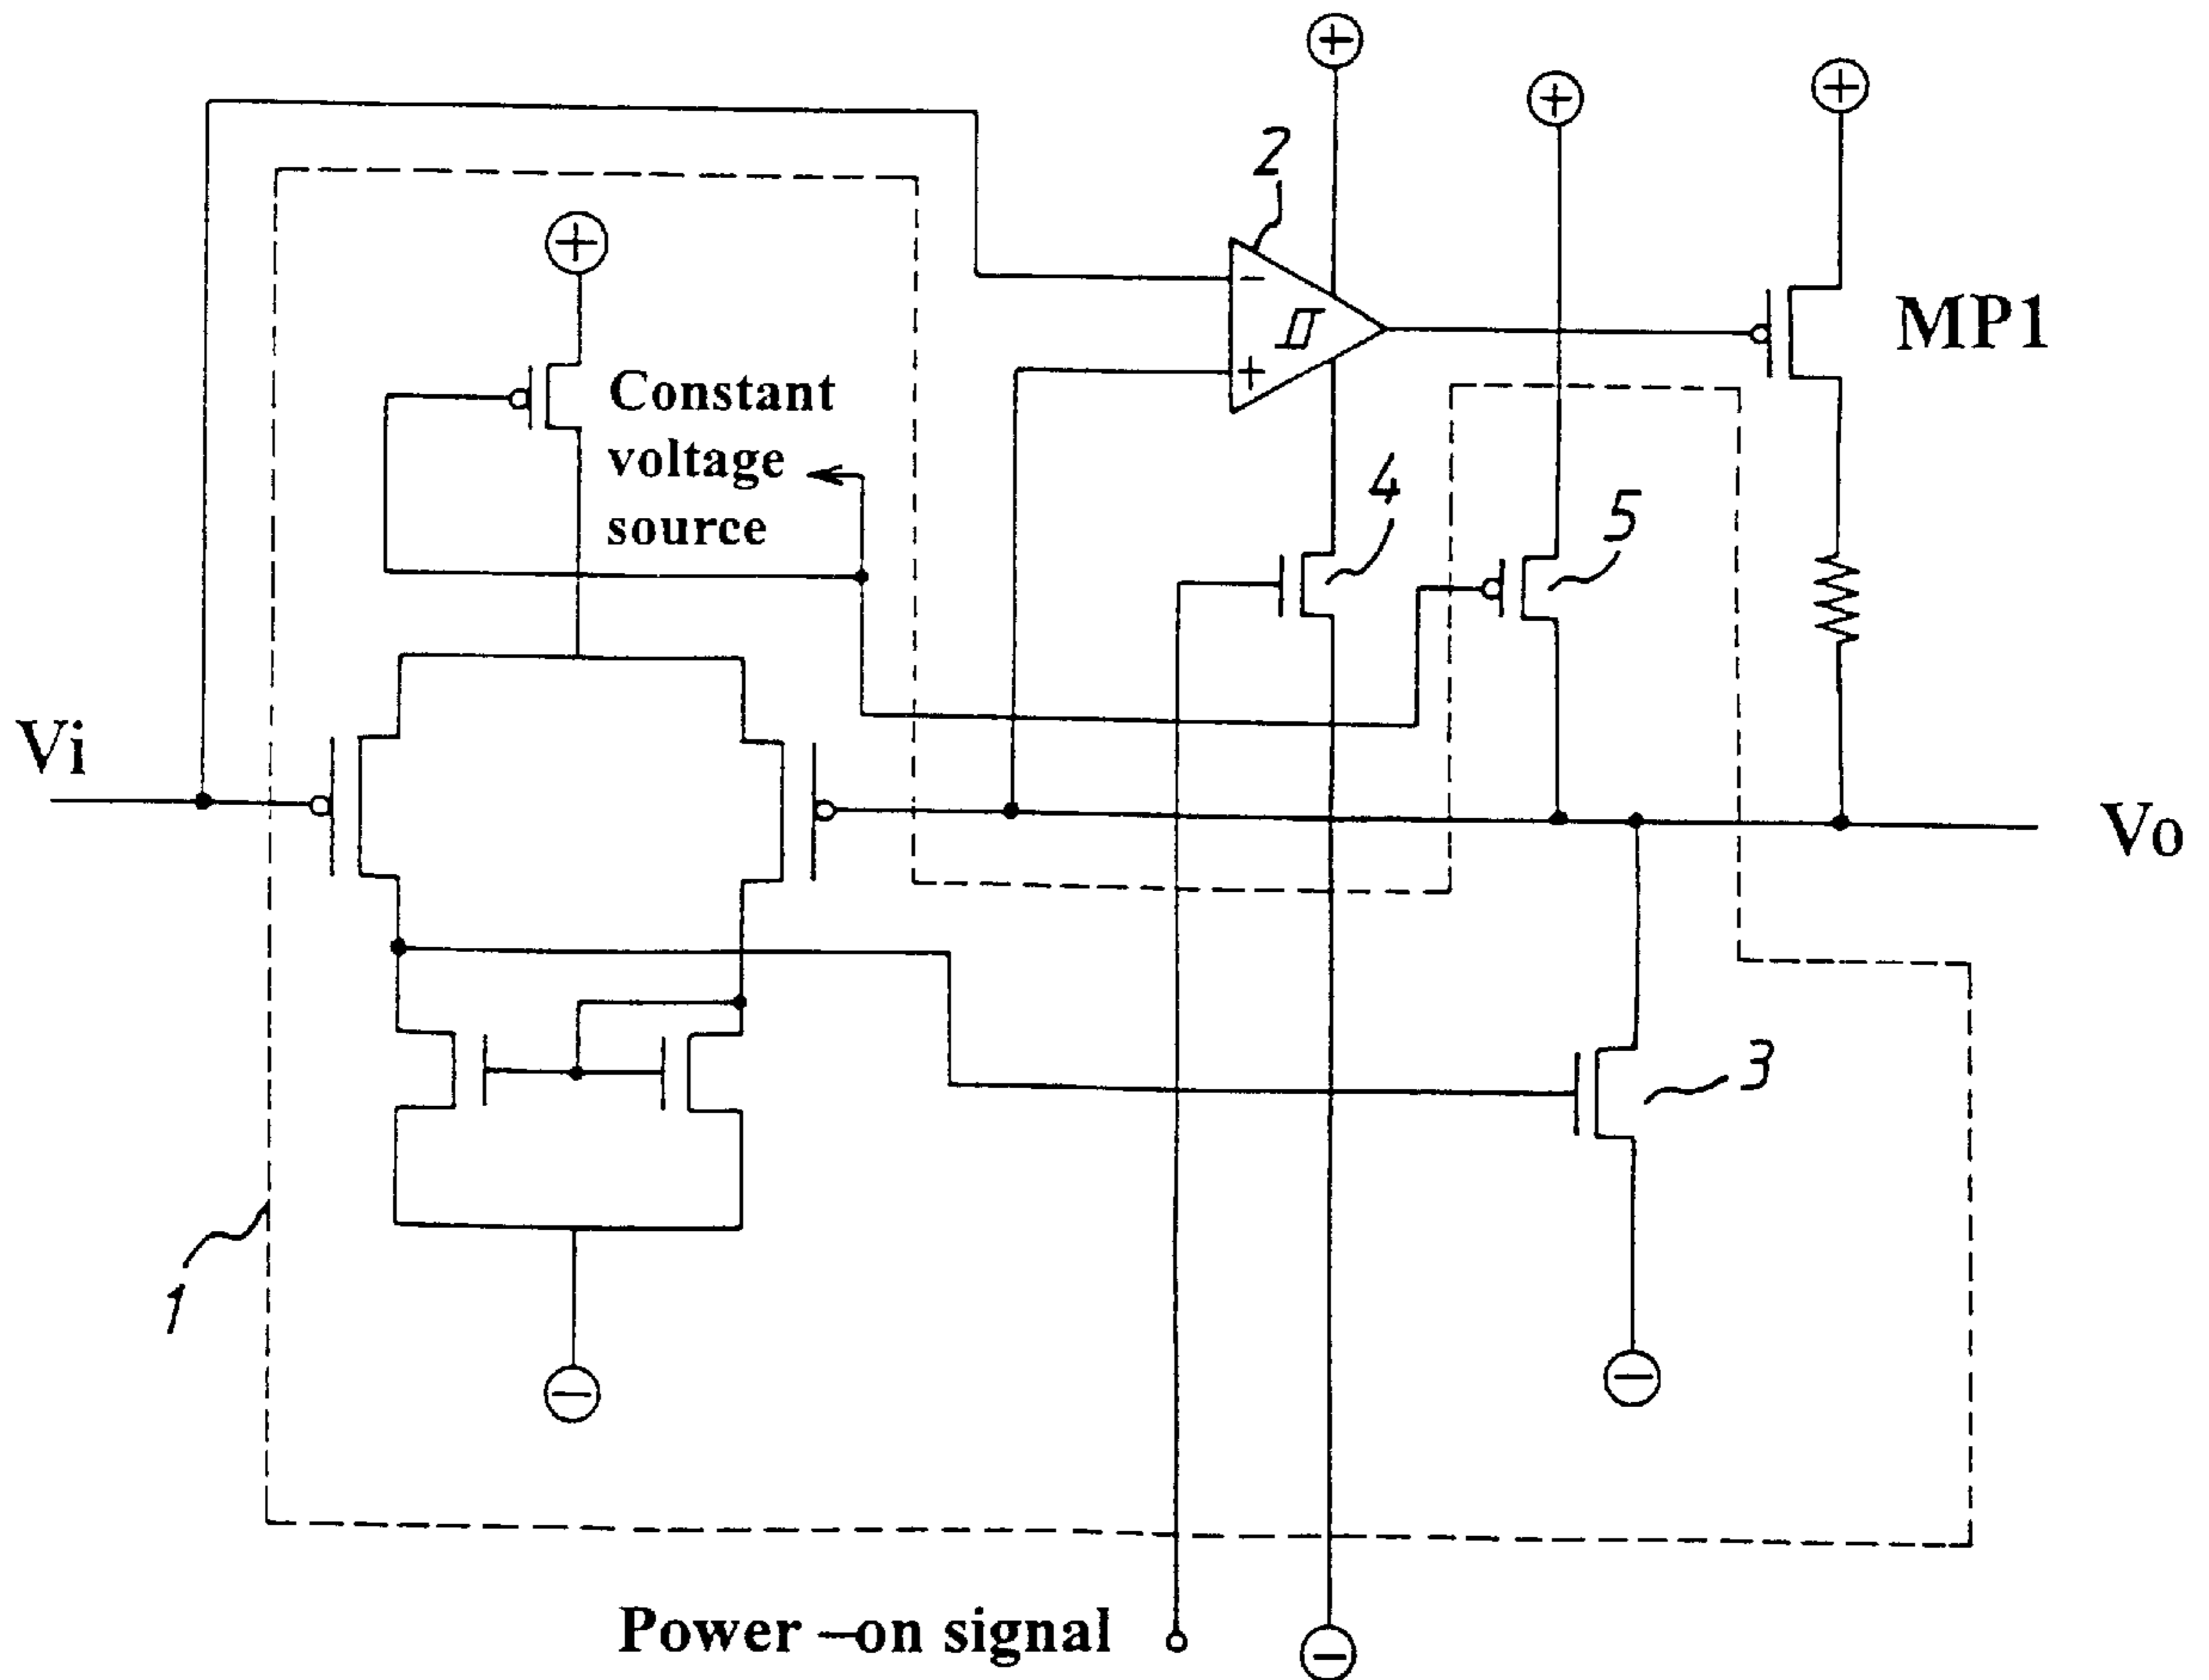 2
MP1
Constant
voltage
source
4
5
Vi
Vo
3
1
Power –on signal